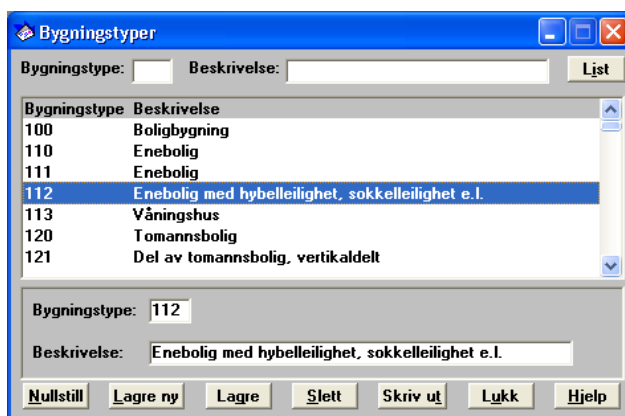 Bygningstyper
Bygningstype: Beskrivelse: List
Bygningstype Beskrivelse
100 Boligbygning
110 Enebolig
111 Enebolig
112 Enebolig med hybelleilighet, sokkelleilighet e.l.
113 Våningshus
120 Tomannsbolig
121 Del av tomannsbolig, vertikaldelt
Bygningstype: 112
Beskrivelse: Enebolig med hybelleilighet, sokkelleilighet e.l.
Nullstill Lagre ny Lagre Slett Skriv ut Lukk Hjelp